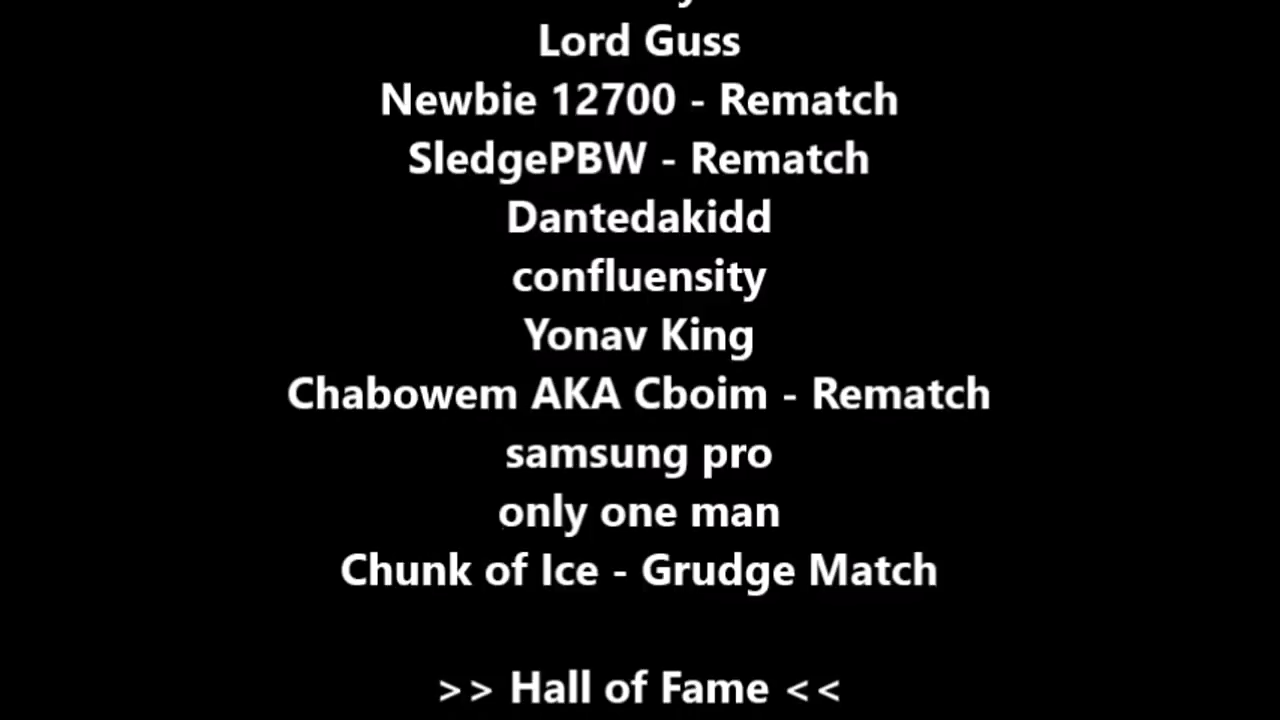 Lord Guss
Newbie 12700 - Rematch
SledgePBW - Rematch
Dantedakidd
confluensity
Yonav King
Chabowem AKA Cboim - Rematch
samsung pro
only one man
Chunk of Ice - Grudge Match
>> Hall of Fame <<